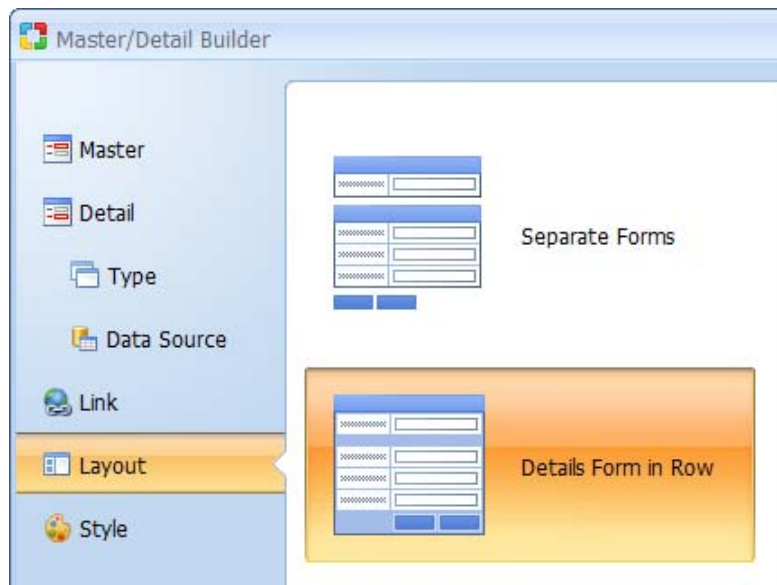 Master/Detail Builder
Master
Detail
Type
Data Source
Link
Layout
Style
Separate Forms
Details Form in Row